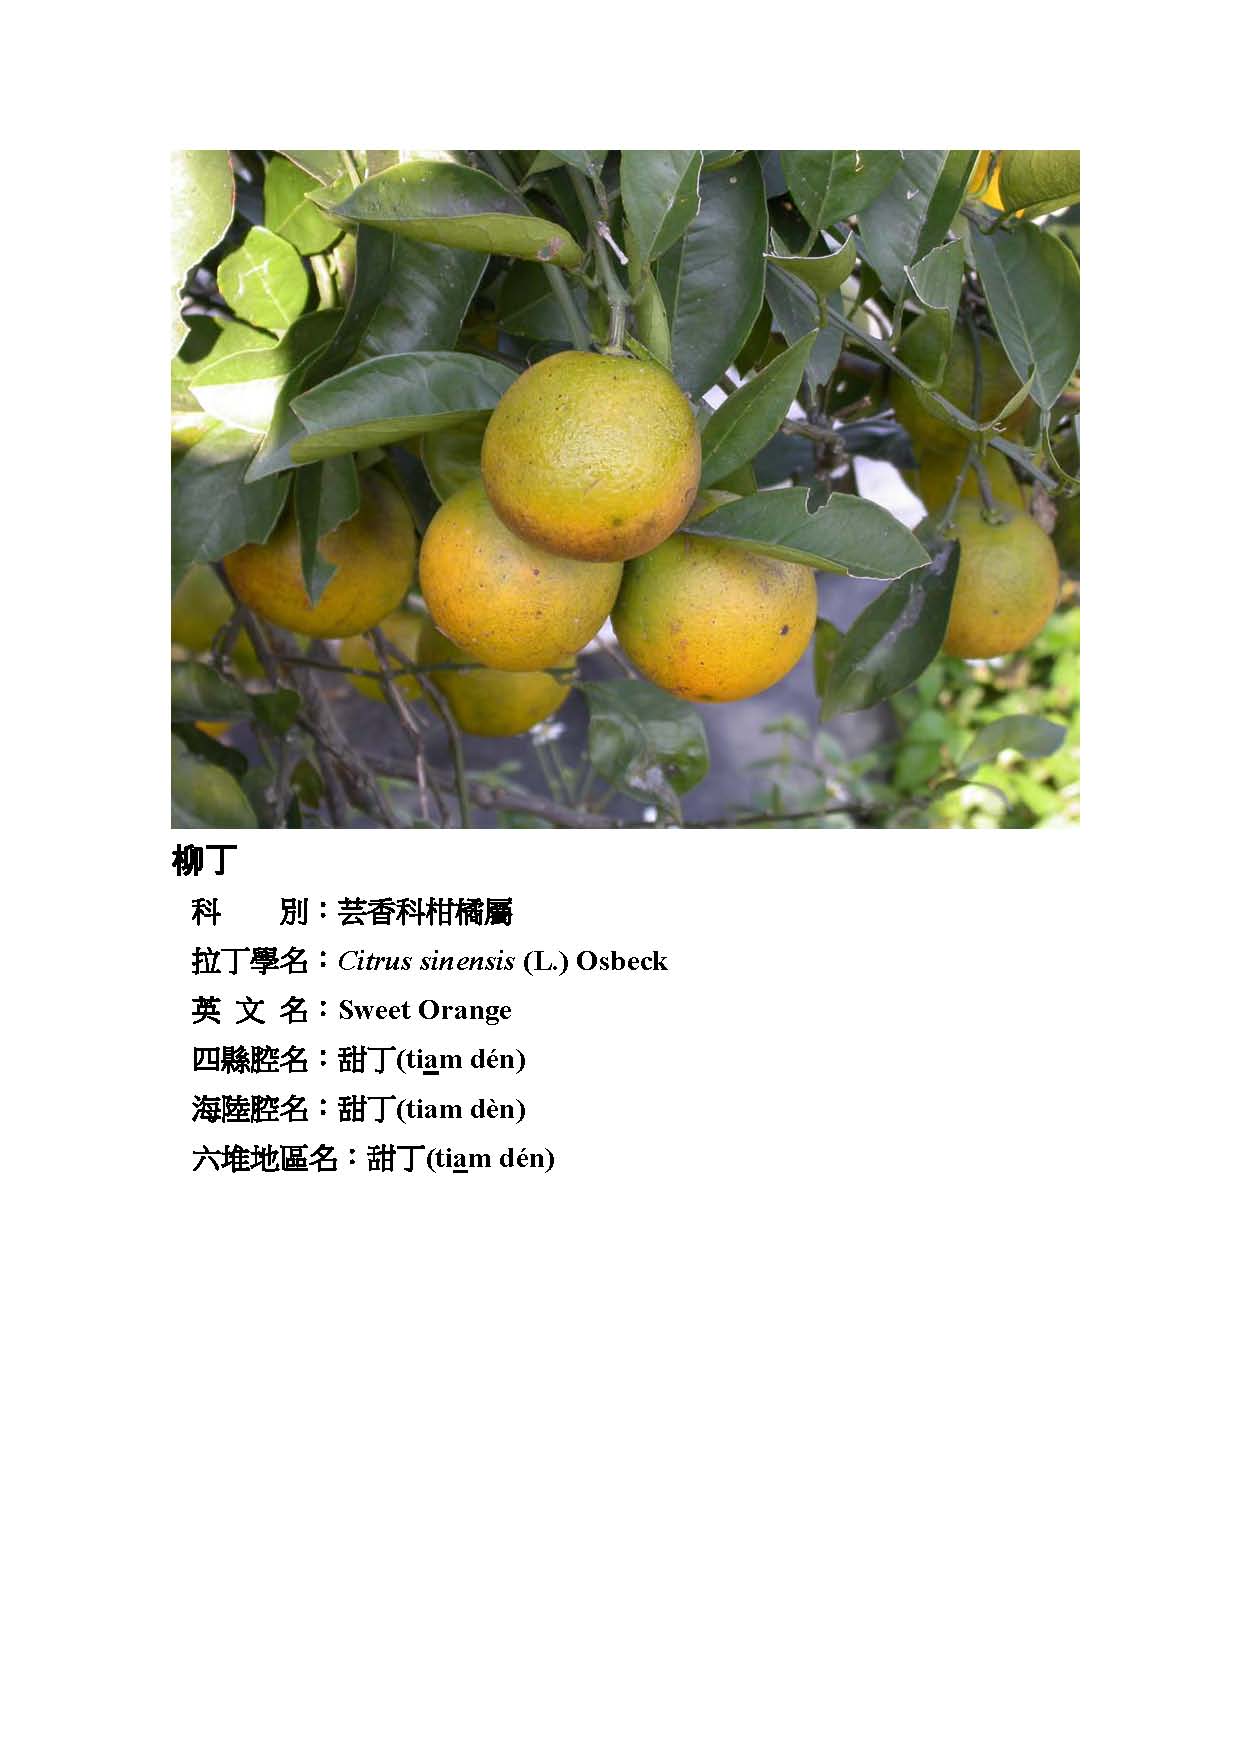 柳丁
科　　別：芸香科柑橘屬
拉丁學名：Citrus sinensis (L.) Osbeck
英 文 名：Sweet Orange
四縣腔名：甜丁(tiam dén)
海陸腔名：甜丁(tiam dèn)
六堆地區名：甜丁(tiam dén)